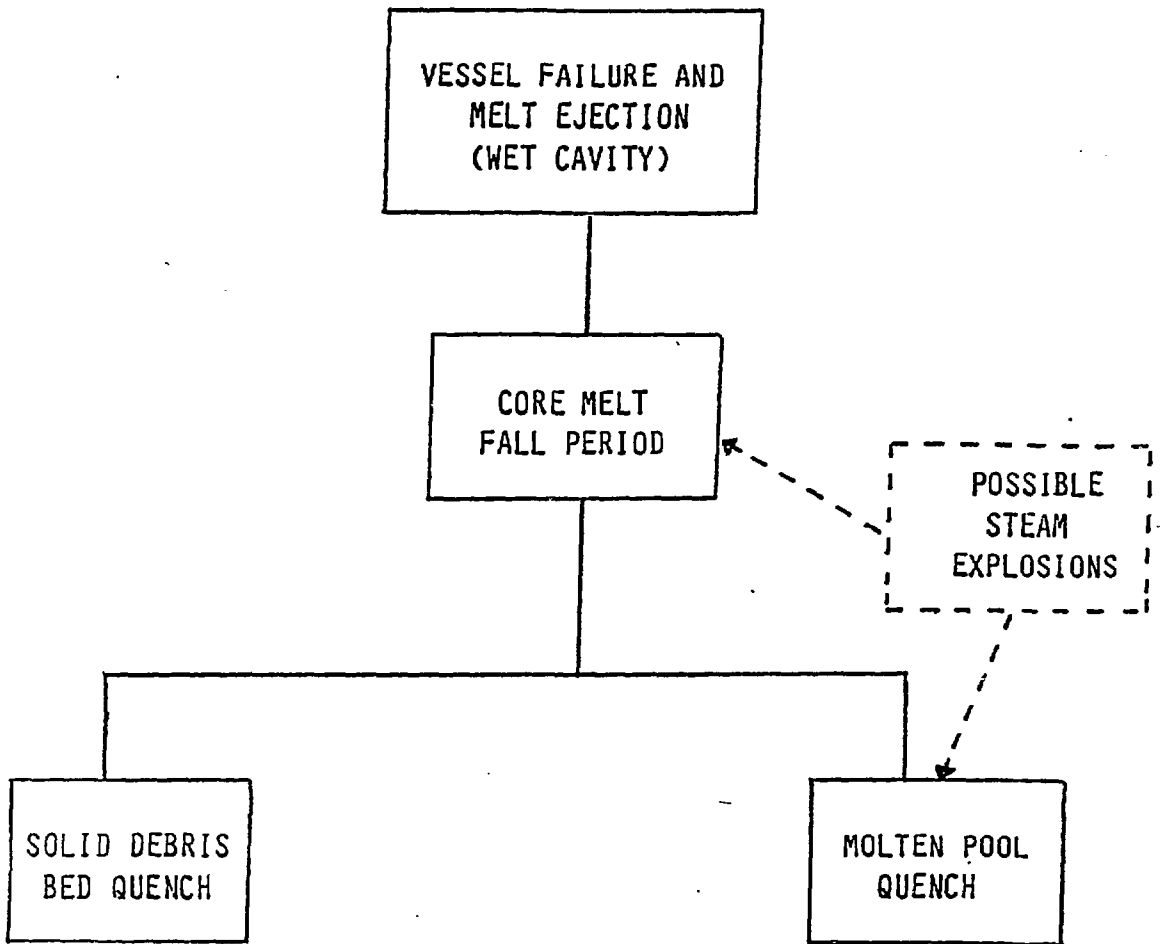 VESSEL FAILURE AND
MELT EJECTION
(WET CAVITY)
CORE MELT
FALL PERIOD
POSSIBLE
STEAM
EXPLOSIONS
SOLID DEBRIS
BED QUENCH
MOLTEN POOL
QUENCH